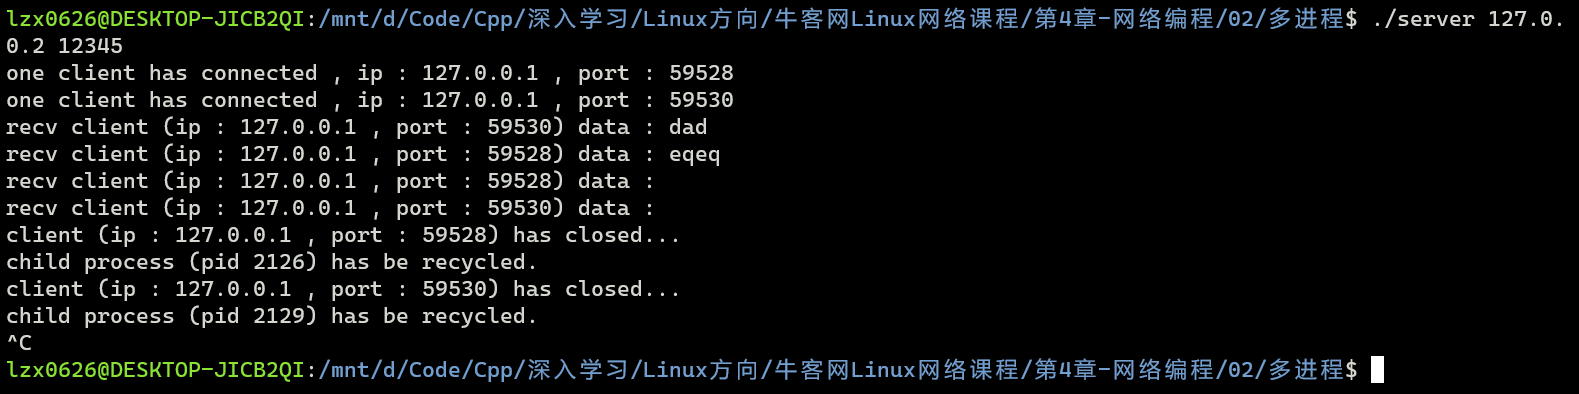 lzx0626@DESKTOP-JICB2QI:/mnt/d/Code/Cpp/深入学习/Linux方向/牛客网Linux网络课程/第4章-网络编程/02/多进程$ ./server 127.0.
0.2 12345
one client has connected , ip : 127.0.0.1 , port : 59528
one client has connected , ip : 127.0.0.1 , port : 59530
recv client (ip : 127.0.0.1 , port : 59530) data : dad
recv client (ip : 127.0.0.1 , port : 59528) data : eqeq
recv client (ip : 127.0.0.1 , port : 59528) data :
recv client (ip : 127.0.0.1 , port : 59530) data :
client (ip : 127.0.0.1 , port : 59528) has closed...
child process (pid 2126) has be recycled.
client (ip : 127.0.0.1 , port : 59530) has closed...
child process (pid 2129) has be recycled.
^C
lzx0626@DESKTOP-JICB2QI:/mnt/d/Code/Cpp/深入学习/Linux方向/牛客网Linux网络课程/第4章-网络编程/02/多进程$